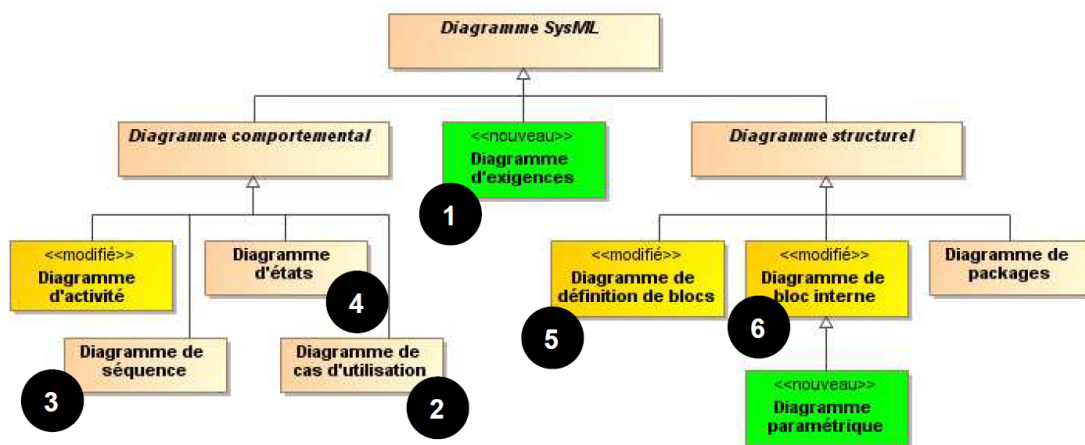 Diagramme SysML
Diagramme comportemental
<<nouveau>>
Diagramme
d'exigences
Diagramme structurel
1
<<modifié>>
Diagramme
d'activité
Diagramme
d'états
4
<<modifié>>
Diagramme de
définition de blocs
5
<<modifié>>
Diagramme de
bloc interne
6
Diagramme de
packages
Diagramme de
séquence
3
Diagramme de
cas d'utilisation
2
<<nouveau>>
Diagramme
paramétrique